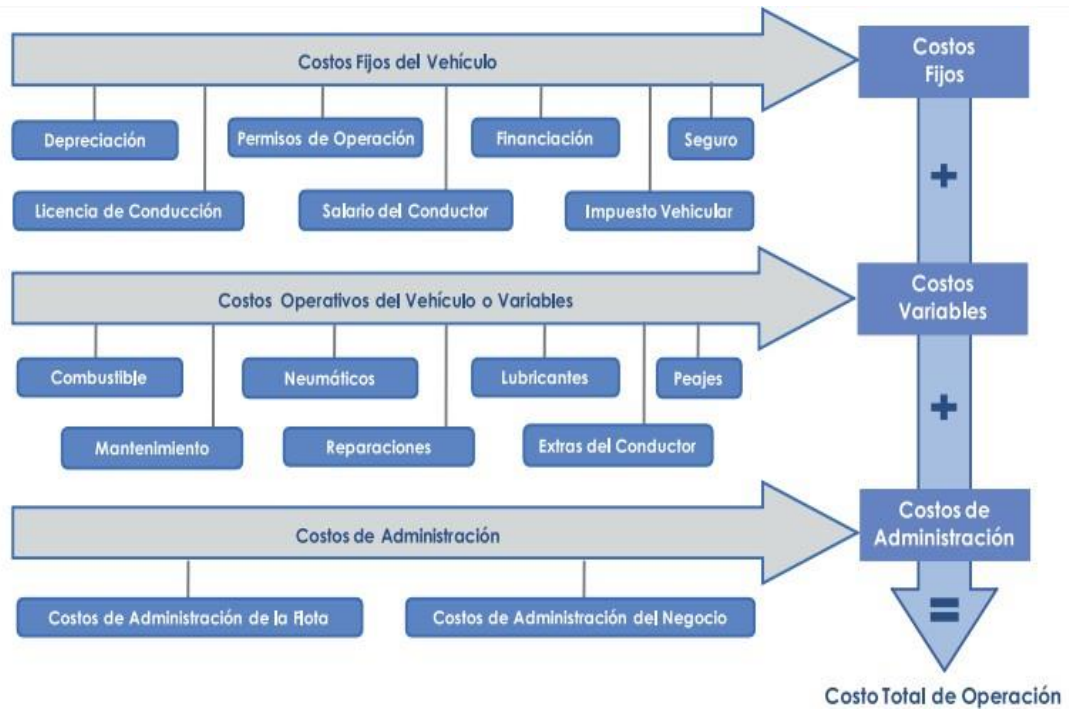 Costos Fijos del Vehículo
Costos
Fijos
Depreciación
Permisos de Operación
Financiación
Seguro
Licencia de Conducción
Salario del Conductor
Impuesto Vehicular
+
Costos Operativos del Vehículo o Variables
Costos
Variables
Combustible
Neumáticos
Lubricantes
Peajes
Mantenimiento
Reparaciones
Extras del Conductor
+
Costos de Administración
Costos de
Administración
Costos de Administración de la Flota
Costos de Administración del Negocio
=
Costo Total de Operación